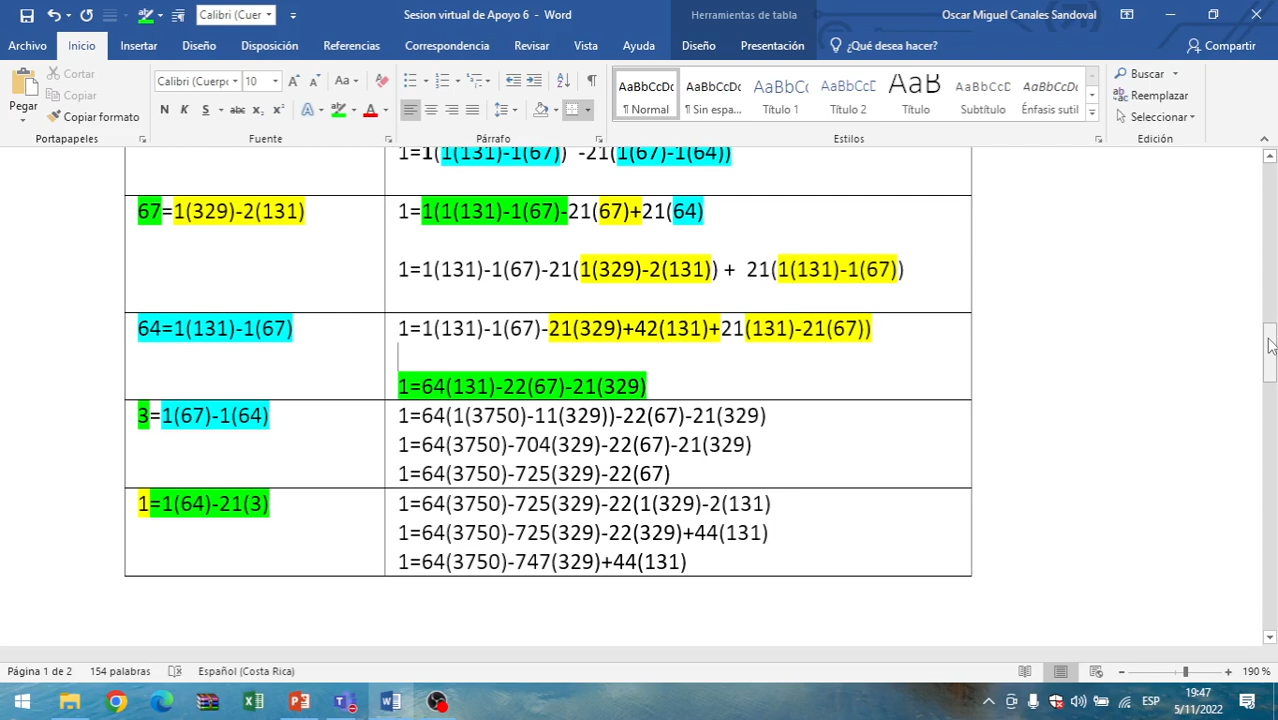 Calibri (Cuer
Sesion virtual de Apoyo 6 - Word
Herramientas de tabla
Oscar Miguel Canales Sandoval
Archivo Inicio Insertar Diseño Disposición Referencias Correspondencia Revisar Vista Ayuda Diseño Presentación ¿Qué desea hacer? Compartir
Pegar
Cortar
Copiar
Copiar formato
Portapapeles
Calibri (Cuerpo 10 Aa
N K S abc x₂ x² A A
Fuente
Párrafo
AaBbCcDc AaBbCcDc AaBbCc AaBbCcD AaB AaBbCcD AaBbCcDc
¶ Normal ¶ Sin espa... Título 1 Título 2 Título Subtítulo Énfasis sutil
Estilos
Buscar
Reemplazar
Seleccionar
Edición
1=1(1(131)-1(67)) -21(1(67)-1(64))
67=1(329)-2(131)
1=1(1(131)-1(67)-21(67)+21(64)
1=1(131)-1(67)-21(1(329)-2(131)) + 21(1(131)-1(67))
64=1(131)-1(67)
1=1(131)-1(67)-21(329)+42(131)+21(131)-21(67))
1=64(131)-22(67)-21(329)
3=1(67)-1(64)
1=64(1(3750)-11(329))-22(67)-21(329)
1=64(3750)-704(329)-22(67)-21(329)
1=64(3750)-725(329)-22(67)
1=1(64)-21(3)
1=64(3750)-725(329)-22(1(329)-2(131)
1=64(3750)-725(329)-22(329)+44(131)
1=64(3750)-747(329)+44(131)
Página 1 de 2 154 palabras Español (Costa Rica) 190 %
ESP
19:47
5/11/2022